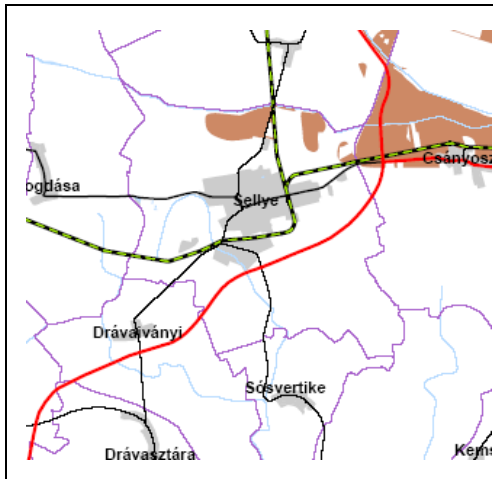 Csányosz
ogdása
Sellye
Drávaiványi
Sósvertike
Drávasztára
Kems